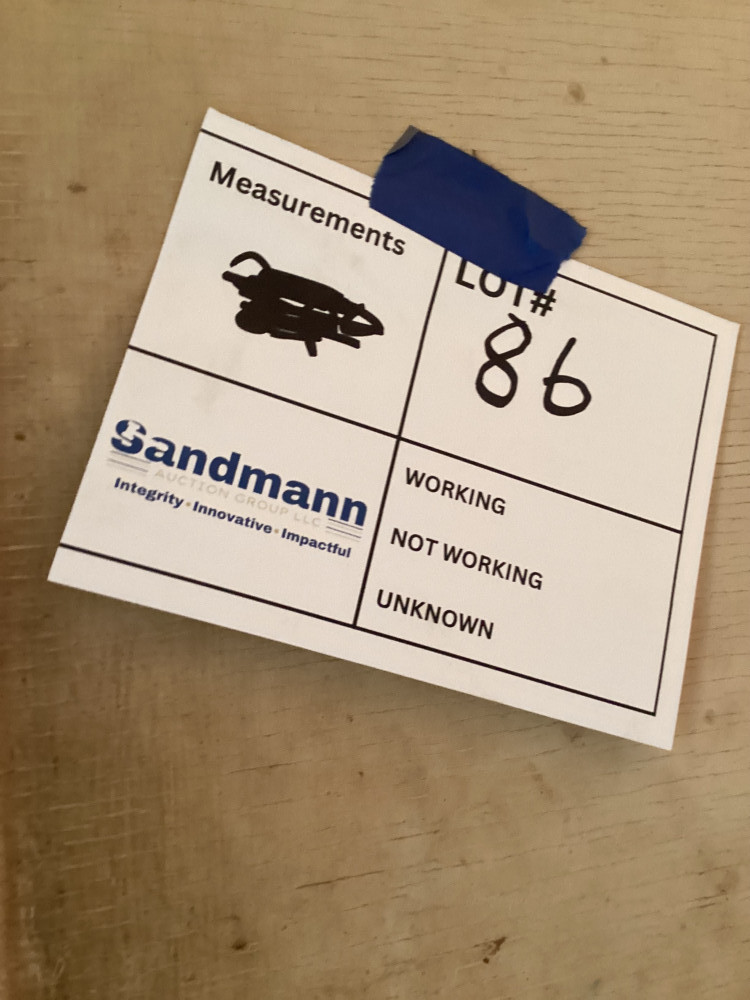 Measurements
LOT#
86
Sandmann
AUCTION GROUP LLC
Integrity • Innovative • Impactful
WORKING
NOT WORKING
UNKNOWN